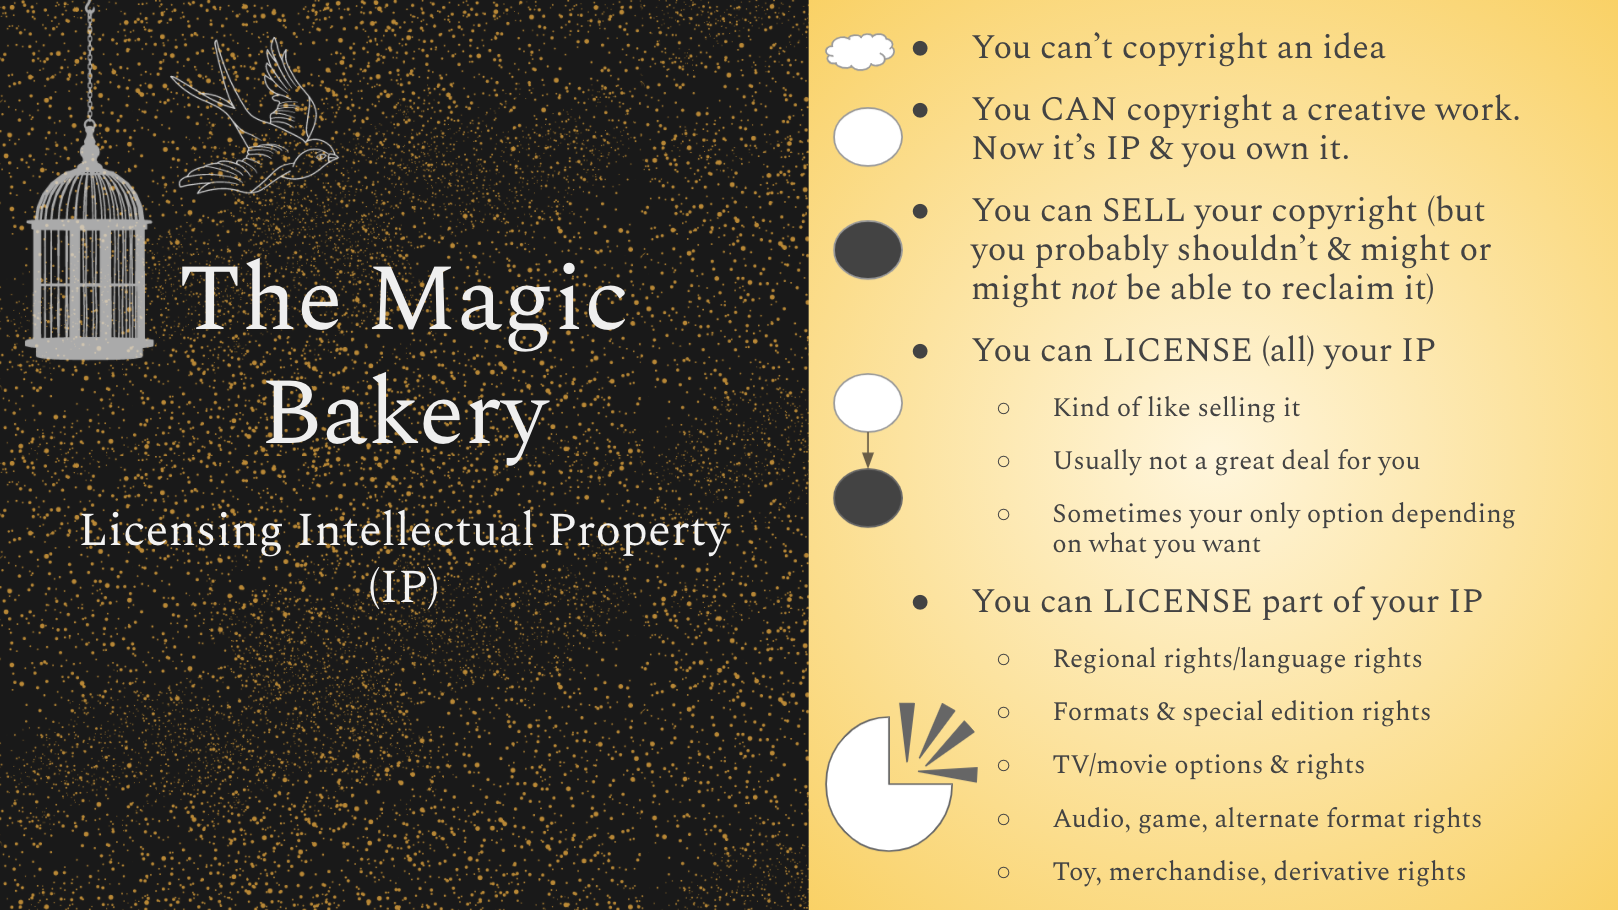 The Magic
Bakery
Licensing Intellectual Property
(IP)
● You can’t copyright an idea
● You CAN copyright a creative work.
Now it’s IP & you own it.
● You can SELL your copyright (but
you probably shouldn’t & might or
might not be able to reclaim it)
● You can LICENSE (all) your IP
○ Kind of like selling it
○ Usually not a great deal for you
○ Sometimes your only option depending
on what you want
● You can LICENSE part of your IP
○ Regional rights/language rights
○ Formats & special edition rights
○ TV/movie options & rights
○ Audio, game, alternate format rights
○ Toy, merchandise, derivative rights